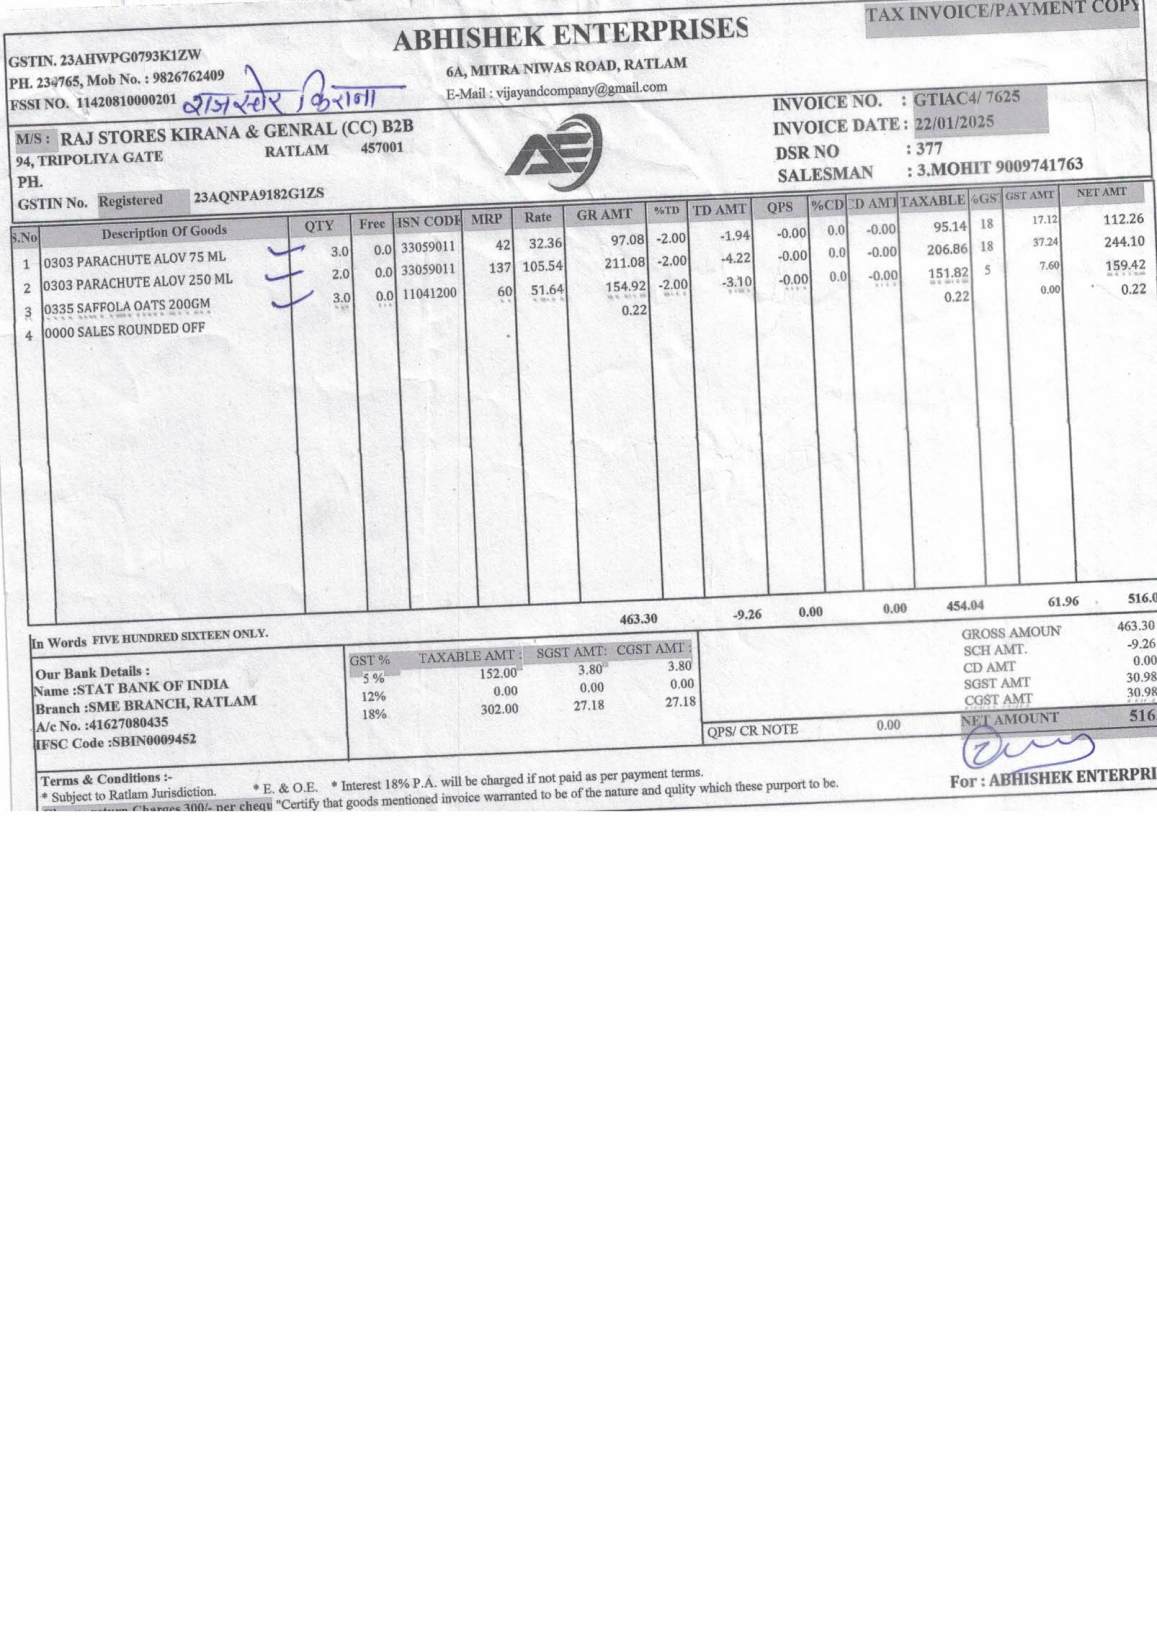 TAX INVOICE/PAYMENT COPY
ABHISHEK ENTERPRISES
GSTIN. 23AHWPG0793K1ZW
6A, MITRA NIWAS ROAD, RATLAM
PH. 234765, Mob No. : 9826762409
E-Mail : vijayandcompany@gmail.com
FSSI NO. 11420810000201 राज स्टोर किराना
INVOICE NO. : GTIAC4/ 7625
INVOICE DATE : 22/01/2025
DSR NO : 377
SALESMAN : 3.MOHIT 9009741763
M/S : RAJ STORES KIRANA & GENRAL (CC) B2B
94, TRIPOLIYA GATE RATLAM 457001
PH.
GSTIN No. Registered 23AQNPA9182G1ZS
AE
S.No Description Of Goods QTY Free ISN CODE MRP Rate GR AMT %TD TD AMT QPS %CD CD AMT TAXABLE %GS GST AMT NET AMT
1 0303 PARACHUTE ALOV 75 ML 3.0 0.0 33059011 42 32.36 97.08 -2.00 -1.94 -0.00 0.0 -0.00 95.14 18 17.12 112.26
2 0303 PARACHUTE ALOV 250 ML 2.0 0.0 33059011 137 105.54 211.08 -2.00 -4.22 -0.00 0.0 -0.00 206.86 18 37.24 244.10
3 0335 SAFFOLA OATS 200GM 3.0 0.0 11041200 60 51.64 154.92 -2.00 -3.10 -0.00 0.0 -0.00 151.82 5 7.60 159.42
4 0000 SALES ROUNDED OFF 0.22 0.22 0.00 0.22
463.30 -9.26 0.00 0.00 454.04 61.96 516.0
In Words FIVE HUNDRED SIXTEEN ONLY.
Our Bank Details :
Name :STAT BANK OF INDIA
Branch :SME BRANCH, RATLAM
A/c No. :41627080435
IFSC Code :SBIN0009452
GST % TAXABLE AMT : SGST AMT: CGST AMT :
5 % 152.00 3.80 3.80
12% 0.00 0.00 0.00
18% 302.00 27.18 27.18
QPS/ CR NOTE 0.00
GROSS AMOUN 463.30
SCH AMT. -9.26
CD AMT 0.00
SGST AMT 30.98
CGST AMT 30.98
NET AMOUNT 516.
For : ABHISHEK ENTERPRI
Terms & Conditions :-
* Subject to Ratlam Jurisdiction. * E. & O.E. * Interest 18% P.A. will be charged if not paid as per payment terms.
Charges 300/- per chequ "Certify that goods mentioned invoice warranted to be of the nature and qulity which these purport to be.